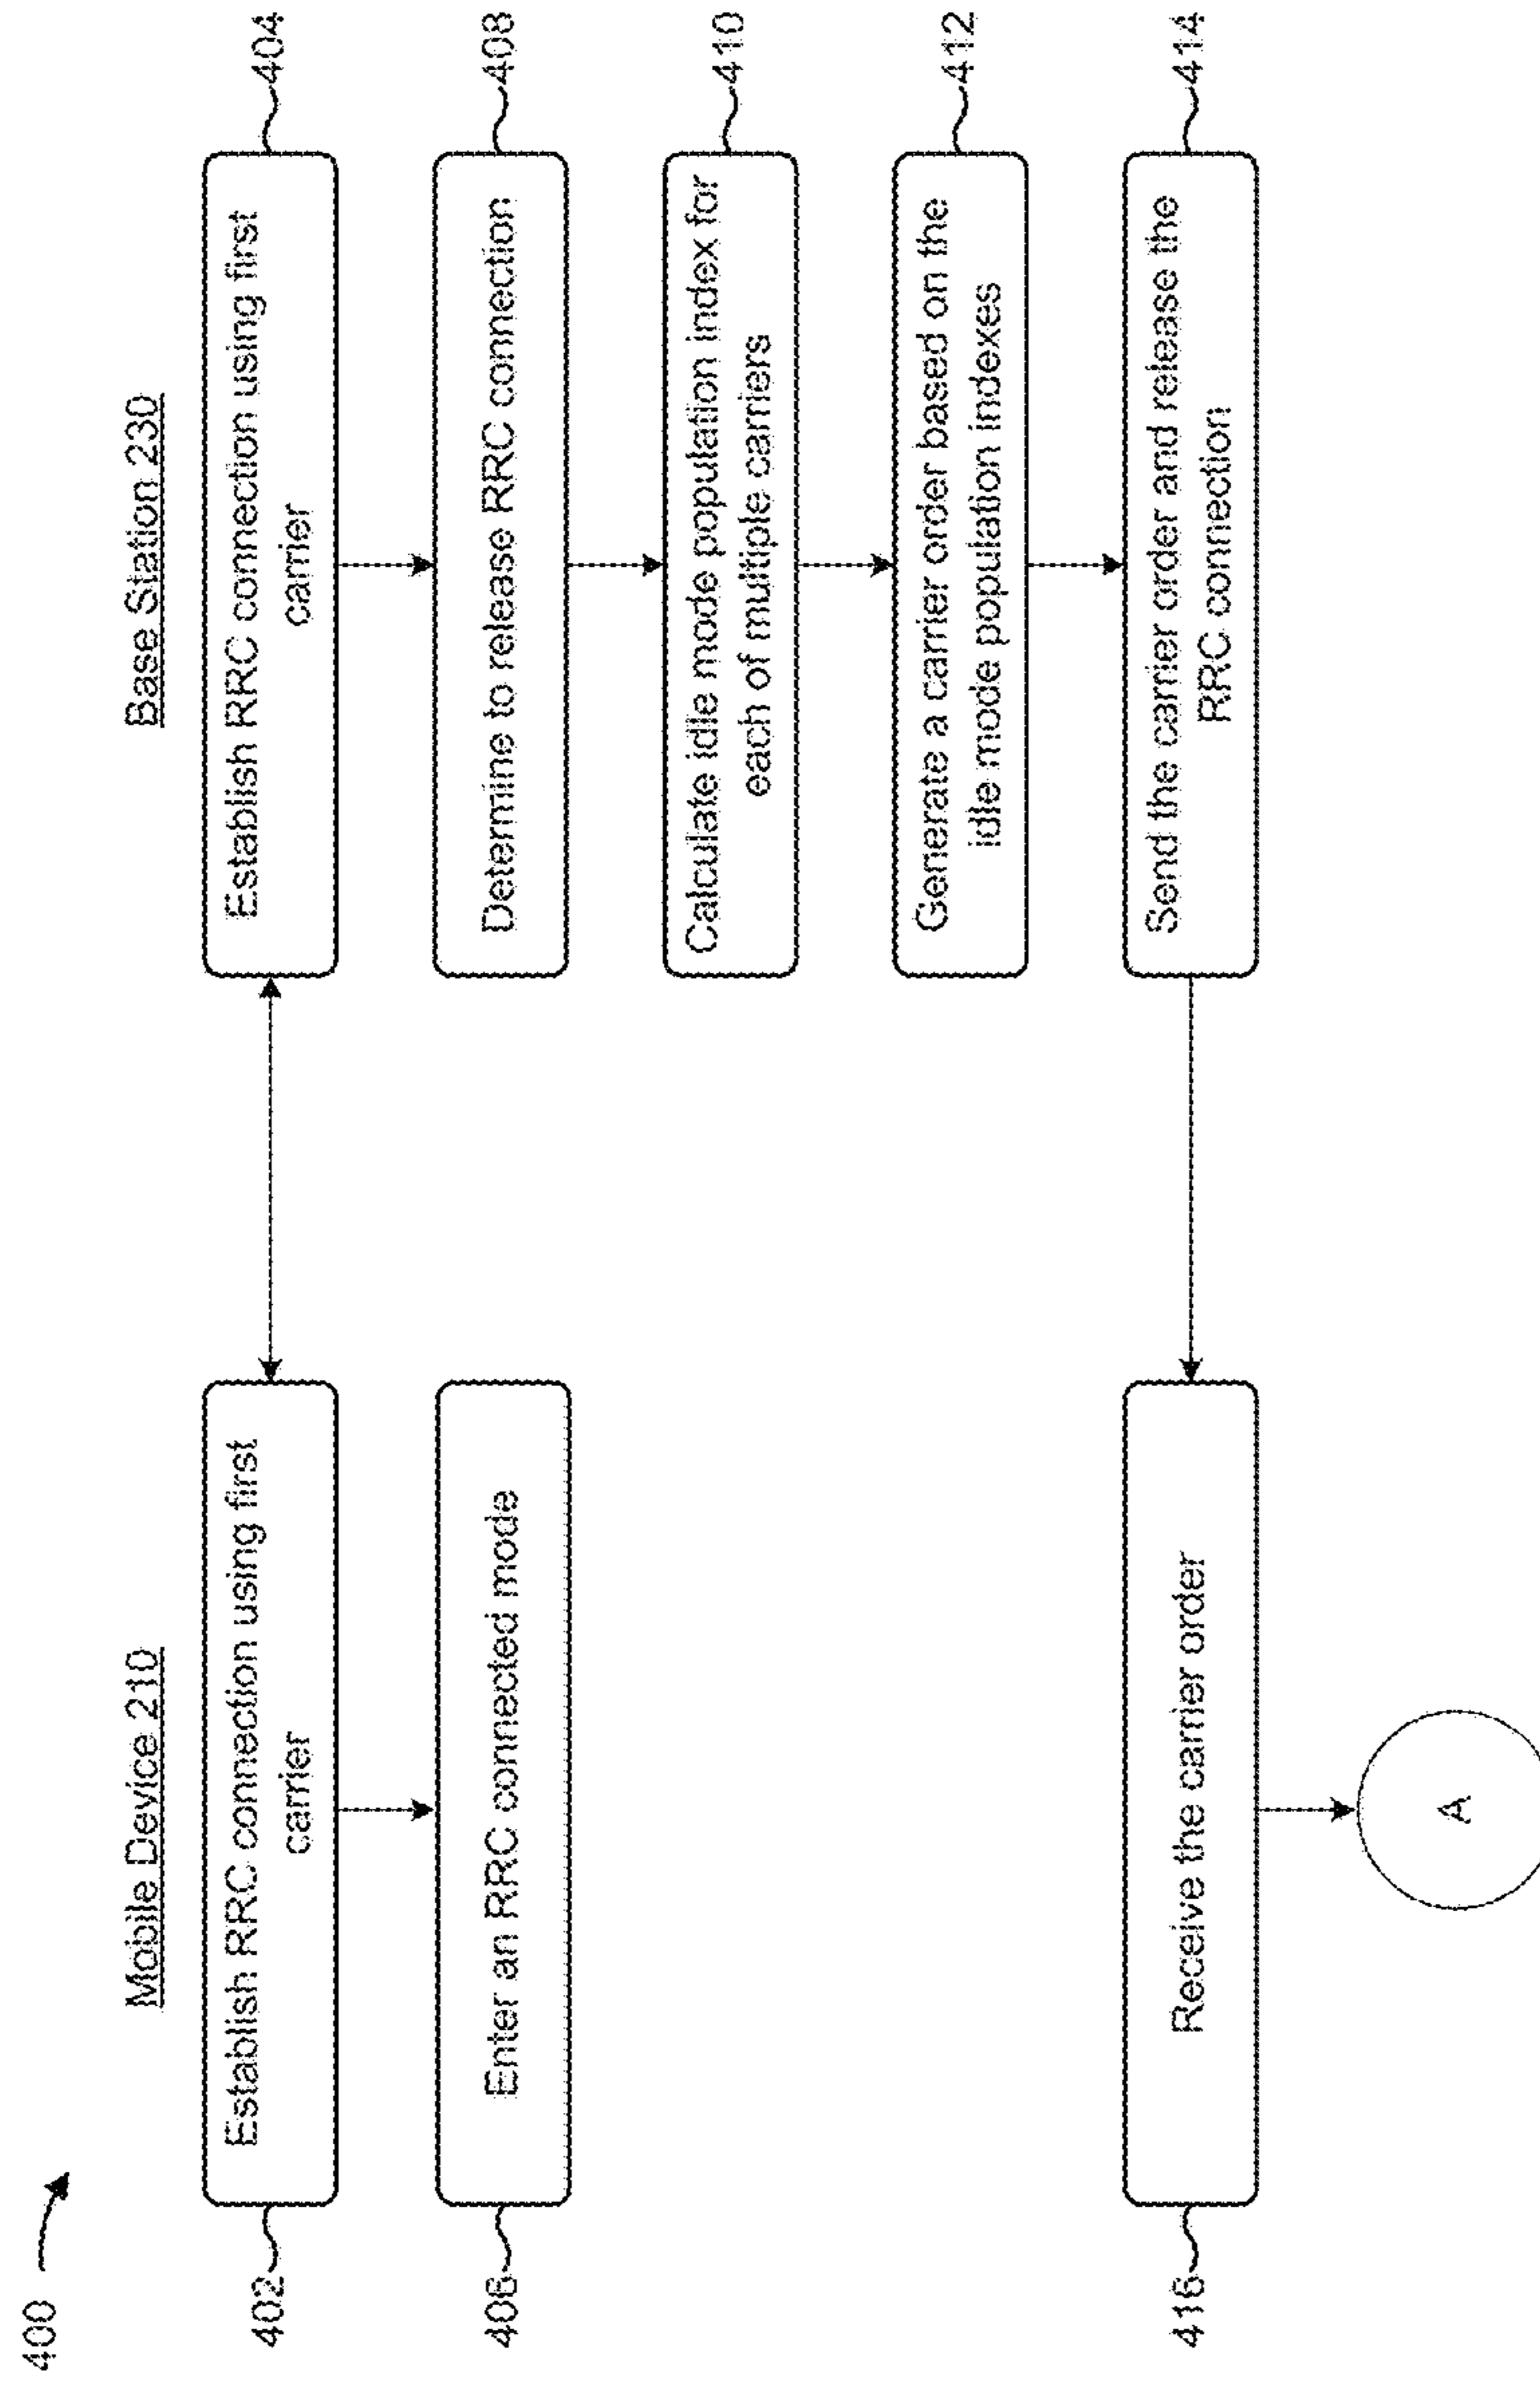 400
Mobile Device 210
Base Station 230
402
Establish RRC connection using first
carrier
Establish RRC connection using first
carrier
404
406
Enter an RRC connected mode
Determine to release RRC connection
408
Calculate idle mode population index for
each of multiple carriers
410
Generate a carrier order based on the
idle mode population indexes
412
416
Receive the carrier order
Send the carrier order and release the
RRC connection
414
A